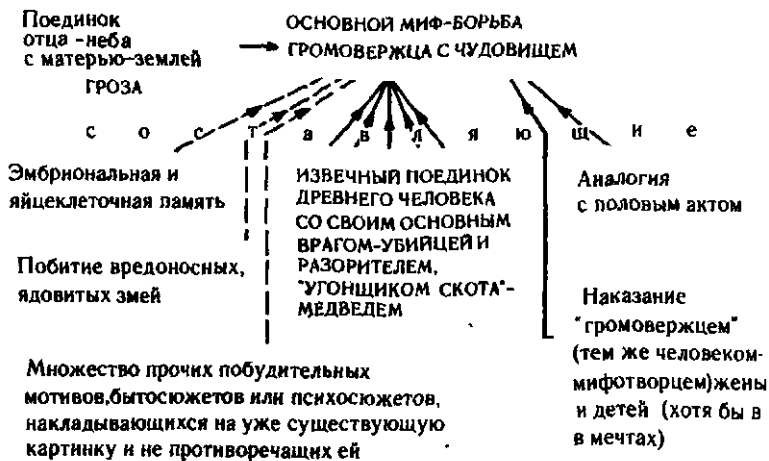 Поединок
отца-неба
с матерью-землей
ГРОЗА
ОСНОВНОЙ МИФ-БОРЬБА
ГРОМОВЕРЖЦА С ЧУДОВИЩЕМ
с о с т а в л я ю щ и е
Эмбриональная и
яйцеклеточная память
Побитие вредоносных,
ядовитых змей
Множество прочих побудительных
мотивов,бытосюжетов или психосюжетов,
накладывающихся на уже существующую
картинку и не противоречащих ей
ИЗВЕЧНЫЙ ПОЕДИНОК
ДРЕВНЕГО ЧЕЛОВЕКА
СО СВОИМ ОСНОВНЫМ
ВРАГОМ-УБИЙЦЕЙ И
РАЗОРИТЕЛЕМ,
"УГОНЩИКОМ СКОТА"-
МЕДВЕДЕМ
Аналогия
с половым актом
Наказание
"громовержцем"
(тем же человеком-
мифотворцем)жены
и детей (хотя бы в
в мечтах)